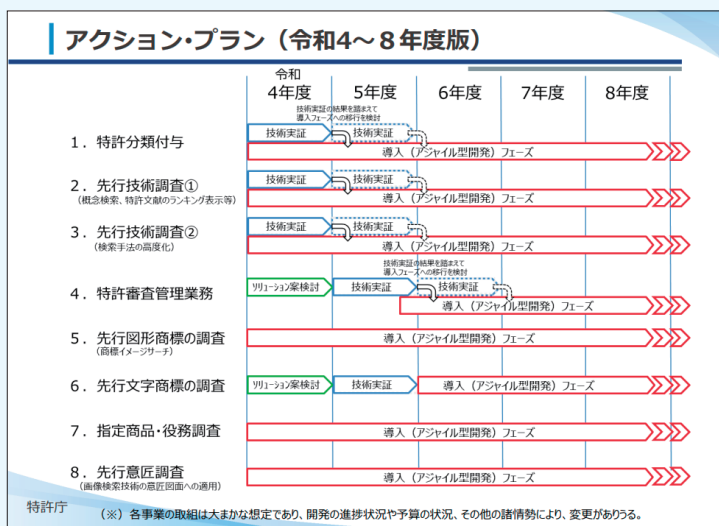 アクション・プラン（令和4～８年度版）
令和
4年度
5年度
6年度
7年度
8年度
技術実証の結果を踏まえて
導入フェーズへの移行を検討
１．特許分類付与
技術実証
技術実証
導入（アジャイル型開発）フェーズ
２．先行技術調査①
（概念検索、特許文献のランキング表示等）
技術実証
技術実証
導入（アジャイル型開発）フェーズ
３．先行技術調査②
（検索手法の高度化）
技術実証
技術実証
導入（アジャイル型開発）フェーズ
技術実証の結果を踏まえて
導入フェーズへの移行を検討
４．特許審査管理業務
ｿﾘｭｰｼｮﾝ案検討
技術実証
技術実証
導入（アジャイル型開発）フェーズ
５．先行図形商標の調査
（商標イメージサーチ）
導入（アジャイル型開発）フェーズ
６．先行文字商標の調査
ｿﾘｭｰｼｮﾝ案検討
技術実証
導入（アジャイル型開発）フェーズ
７．指定商品・役務調査
導入（アジャイル型開発）フェーズ
８．先行意匠調査
（画像検索技術の意匠図面への適用）
導入（アジャイル型開発）フェーズ
特許庁
（※）各事業の取組は大まかな想定であり、開発の進捗状況や予算の状況、その他の諸情勢により、変更がありうる。